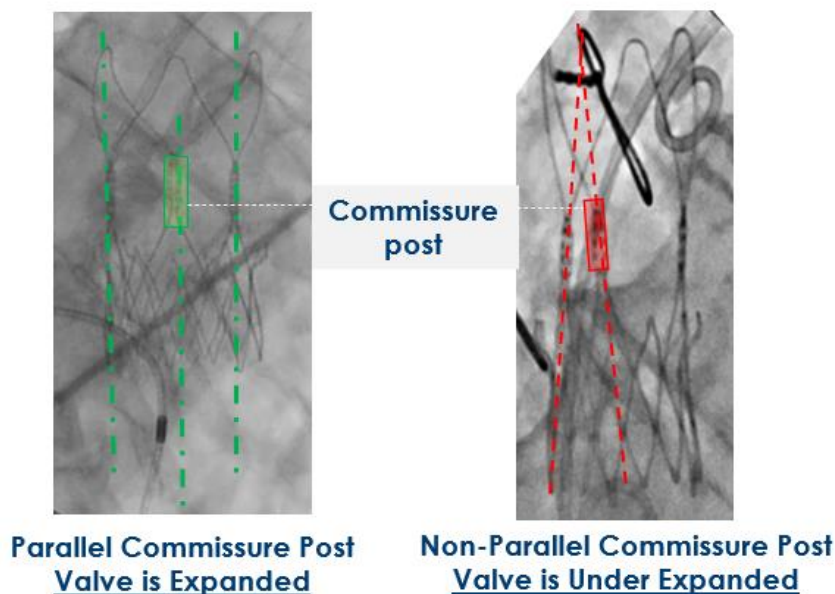 Commissure
post
Parallel Commissure Post
Valve is Expanded
Non-Parallel Commissure Post
Valve is Under Expanded